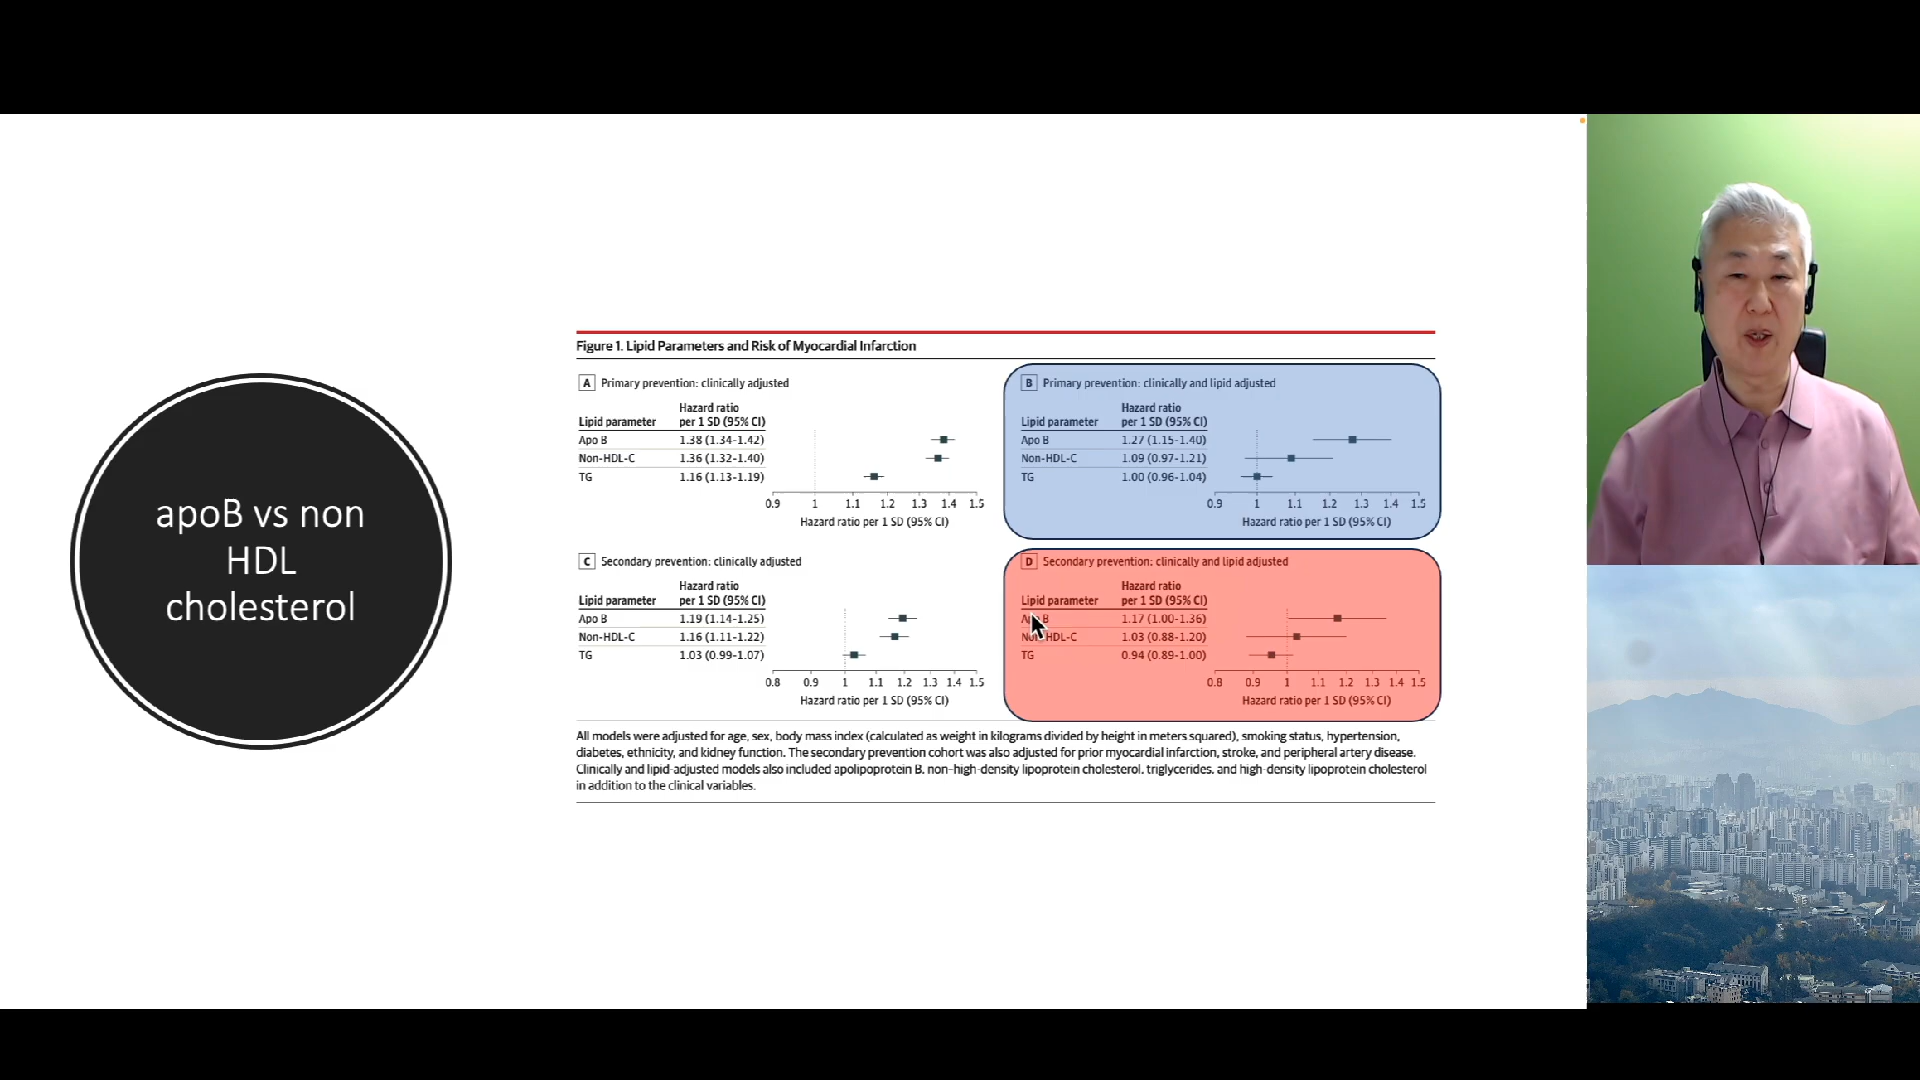 apoB vs non
HDL
cholesterol
Figure 1. Lipid Parameters and Risk of Myocardial Infarction
A Primary prevention: clinically adjusted
Lipid parameter Hazard ratio per 1 SD (95% CI)
Apo B 1.38 (1.34-1.42)
Non-HDL-C 1.36 (1.32-1.40)
TG 1.16 (1.13-1.19)
0.9 1 1.1 1.2 1.3 1.4 1.5
Hazard ratio per 1 SD (95% CI)
B Primary prevention: clinically and lipid adjusted
Lipid parameter Hazard ratio per 1 SD (95% CI)
Apo B 1.27 (1.15-1.40)
Non-HDL-C 1.09 (0.97-1.21)
TG 1.00 (0.96-1.04)
0.9 1 1.1 1.2 1.3 1.4 1.5
Hazard ratio per 1 SD (95% CI)
C Secondary prevention: clinically adjusted
Lipid parameter Hazard ratio per 1 SD (95% CI)
Apo B 1.19 (1.14-1.25)
Non-HDL-C 1.16 (1.11-1.22)
TG 1.03 (0.99-1.07)
0.8 0.9 1 1.1 1.2 1.3 1.4 1.5
Hazard ratio per 1 SD (95% CI)
D Secondary prevention: clinically and lipid adjusted
Lipid parameter Hazard ratio per 1 SD (95% CI)
Apo B 1.17 (1.00-1.36)
Non-HDL-C 1.03 (0.88-1.20)
TG 0.94 (0.89-1.00)
0.8 0.9 1 1.1 1.2 1.3 1.4 1.5
Hazard ratio per 1 SD (95% CI)
All models were adjusted for age, sex, body mass index (calculated as weight in kilograms divided by height in meters squared), smoking status, hypertension,
diabetes, ethnicity, and kidney function. The secondary prevention cohort was also adjusted for prior myocardial infarction, stroke, and peripheral artery disease.
Clinically and lipid-adjusted models also included apolipoprotein B, non-high-density lipoprotein cholesterol, triglycerides, and high-density lipoprotein cholesterol
in addition to the clinical variables.